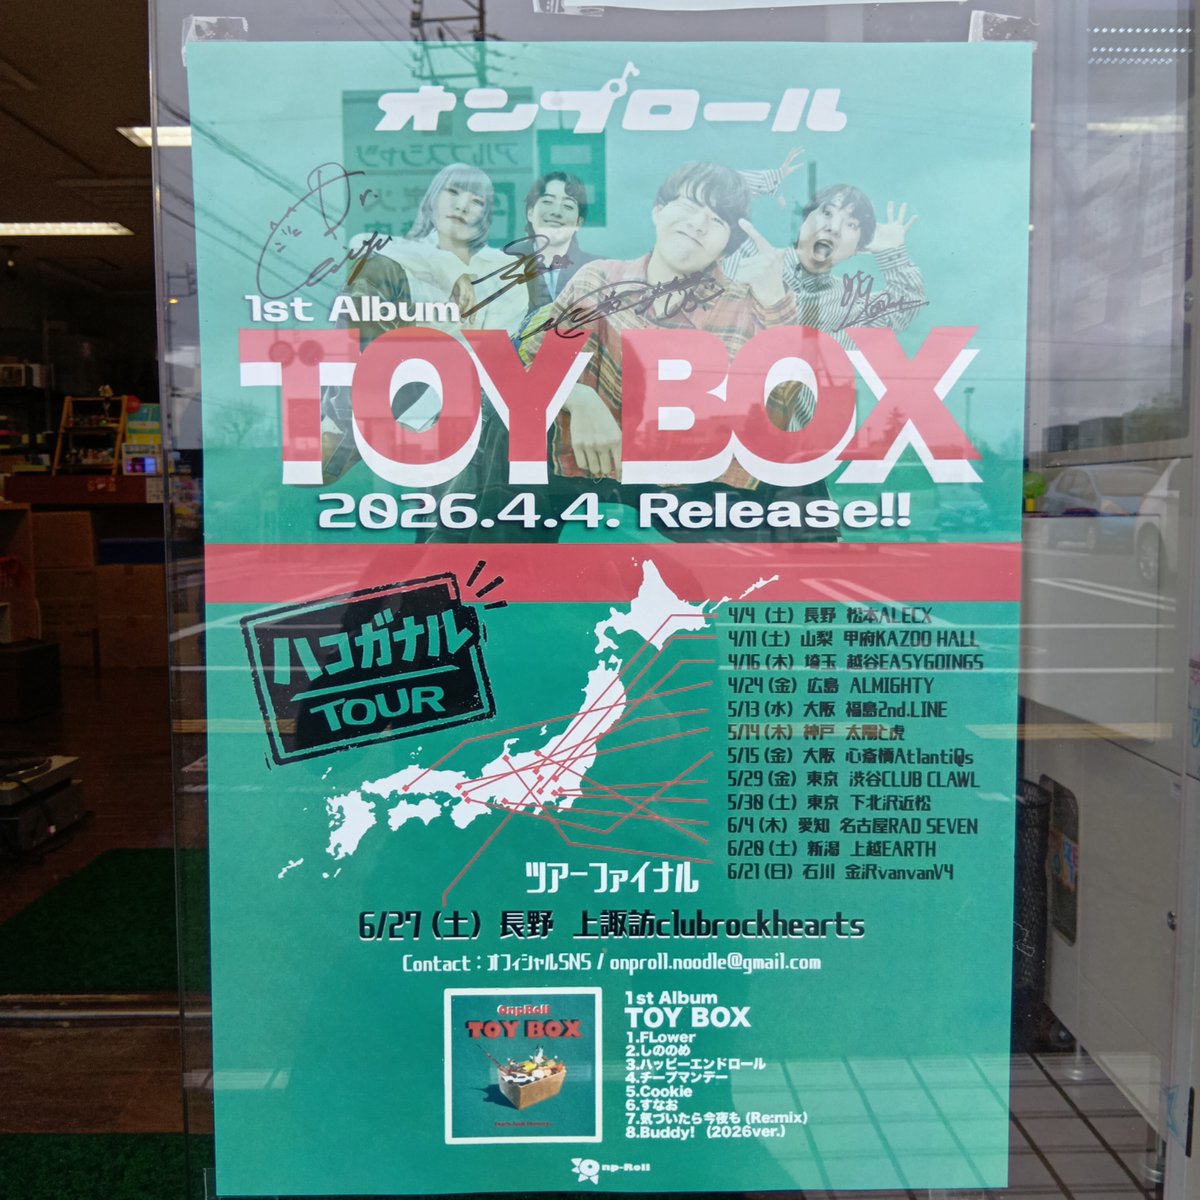 オンプロール
Dr.
1st Album
TOY BOX
2026.4.4. Release!!
ハコガナル
TOUR
4/4 (土) 長野 松本ALECX
4/11 (土) 山梨 甲府KAZOO HALL
4/16 (木) 埼玉 越谷EASYGOINGS
4/24 (金) 広島 ALMIGHTY
5/13 (水) 大阪 福島2nd.LINE
5/14 (木) 神戸 太陽と虎
5/15 (金) 大阪 心斎橋AtlantiQs
5/29 (金) 東京 渋谷CLUB CLAWL
5/30 (土) 東京 下北沢近松
6/4 (木) 愛知 名古屋RAD SEVEN
6/20 (土) 新潟 上越EARTH
6/21 (日) 石川 金沢vanvanV4
ツアーファイナル
6/27 (土) 長野 上諏訪clubrockhearts
Contact : オフィシャルSNS / onproll.noodle@gmail.com
OnpRoll
TOY BOX
1st Album
TOY BOX
1.FLower
2.しののめ
3.ハッピーエンドロール
4.チープマンデー
5.Cookie
6.すなお
7.気づいたら今夜も (Re:mix)
8.Buddy! (2026ver.)
Onp-Roll